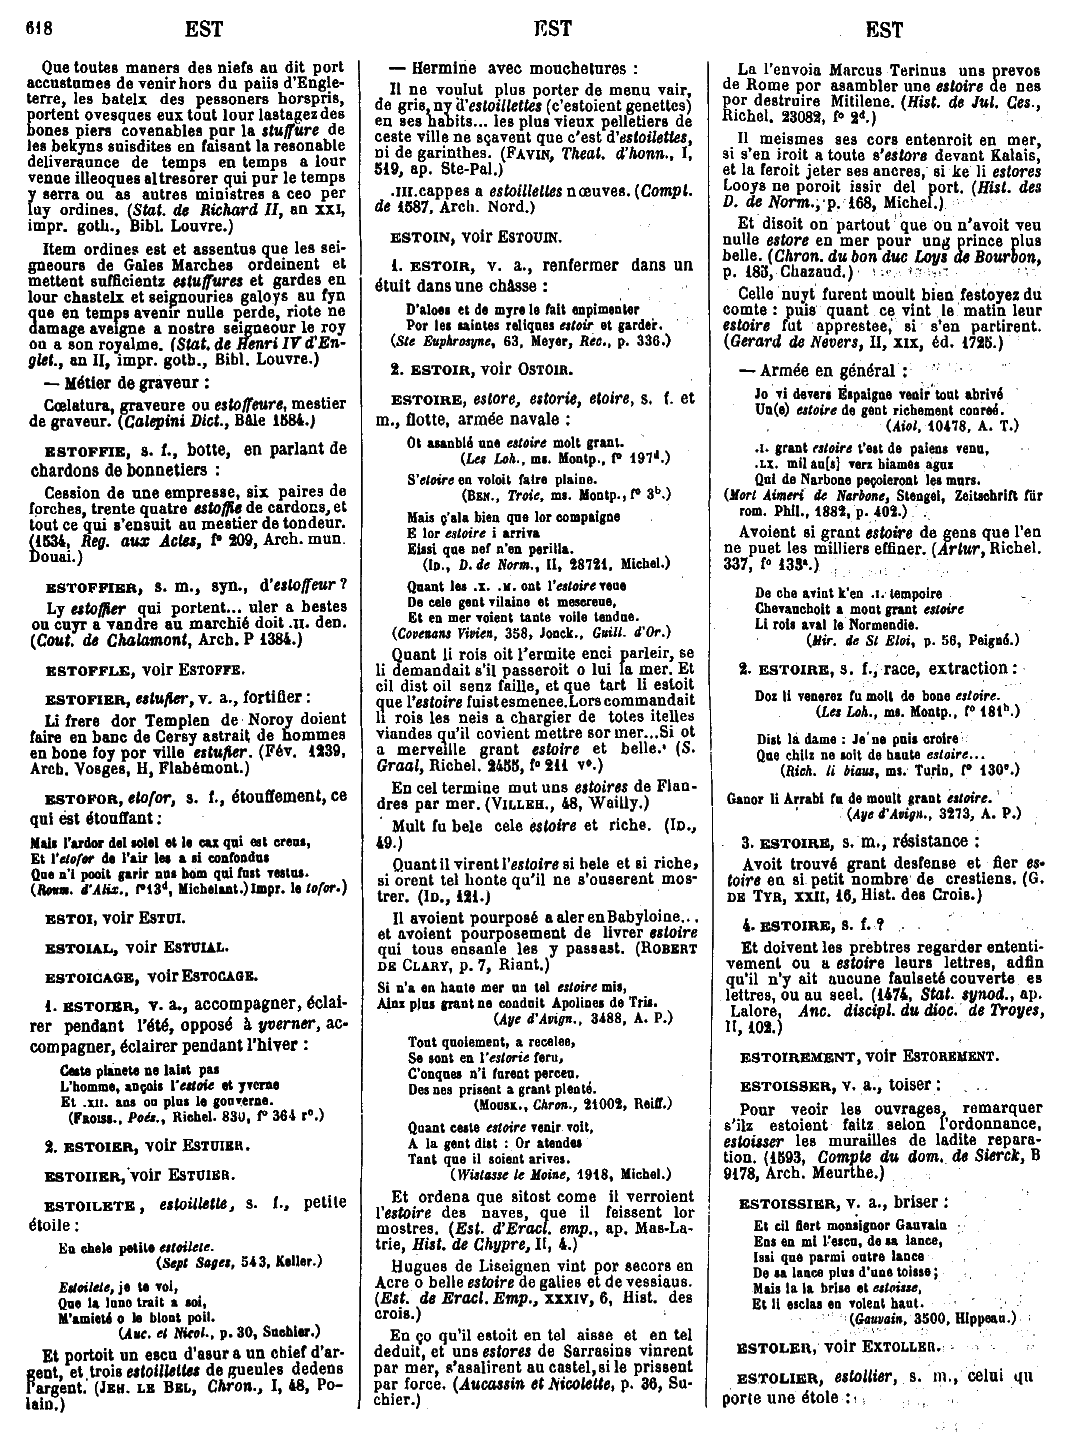 618 EST EST EST
Que toutes maners des niefs au dit port
accustumes de venir hors du paiis d'Engle-
terre, les batelx des pessoners horspris,
portent ovesques eux tout lour lastagez des
bones piers covenables pur la stuffure de
les bekyns suisdites en faisant la resonable
deliveraunce de temps en temps a lour
venue illeoques al tresorer qui pur le temps
y serra ou as autres ministres a ceo per
luy ordines. (Stat. de Richard II, an XXI,
impr. goth., Bibl. Louvre.)
Item ordines est et assentus que les sei-
gneours de Gales Marches ordeinent et
mettent sufficientz estuffures et gardes en
lour chastelx et seignouries galoys au fyn
que en temps avenir nulle perde, riote ne
damage aveigne a nostre seigneour le roy
ou a son royalme. (Stat. de Henri IV d'En-
glet., an II, impr. goth., Bibl. Louvre.)
— Métier de graveur :
Cœlatura, graveure ou estoffeure, mestier
de graveur. (Calepini Dict., Bâle 1584.)
ESTOFFIE, s. f., botte, en parlant de
chardons de bonnetiers :
Cession de une empresse, six paires de
forches, trente quatre estoffie de cardons, et
tout ce qui s'ensuit au mestier de tondeur.
(1534, Reg. aux Actes, f° 209, Arch. mun.
Douai.)
ESTOFFIER, s. m., syn., d'estoffeur ?
Ly estoffier qui portent... uler a bestes
ou cuyr a vandre au marchié doit .II. den.
(Cout. de Chalamont, Arch. P 1384.)
ESTOFFLE, voir ESTOFFE.
ESTOFIER, estufier, v. a., fortifier :
Li frere dor Templen de Noroy doient
faire en banc de Cersy astrait de hommes
en bone foy por ville estufier. (Fév. 1239,
Arch. Vosges, H, Flabémont.)
ESTOFOR, etofor, s. f., étouffement, ce
qui est étouffant :
Mais l'ardor del soleil et le cax qui est creus,
Et l'etofor de l'air les a si confondus
Que n'i pooit garir nus hom qui fust vestus.
(Roum. d'Alix., f° 13d, Michelant.) Impr. le tofor.)
ESTOI, voir ESTUI.
ESTOIAL, voir ESTUIAL.
ESTOICAGE, voir ESTOCAGE.
1. ESTOIER, v. a., accompagner, éclai-
rer pendant l'été, opposé à yverner, ac-
compagner, éclairer pendant l'hiver :
Ceste planete ne laist pas
L'homme, ançois l'estoie et yverne
Et .XII. ans ou plus le gouverne.
(FROISS., Poés., Richel. 830, f° 364 r°.)
2. ESTOIER, voir ESTUIER.
ESTOIIER, voir ESTUIER.
ESTOILETE, estoillette, s. f., petite
étoile :
En chele petite estoilete.
(Sept Sages, 543, Keller.)
Estoilete, je te voi,
Que la lune trait a soi,
M'amieté o le blont poil.
(Auc. et Nicol., p. 30, Suchier.)
Et portoit un escu d'asur a un chief d'ar-
gent, et trois estoillettes de gueules dedens
l'argent. (JEH. LE BEL, Chron., I, 48, Po-
lain.)
— Hermine avec mouchetures :
Il ne voulut plus porter de menu vair,
de gris, ny d'estoillettes (c'estoient genettes)
en ses habits... les plus vieux pelletiers de
ceste ville ne sçavent que c'est d'estoilettes,
ni de garinthes. (FAVIN, Theat. d'honn., I,
519, ap. Ste-Pal.)
.III. cappes a estoillettes nœuves. (Compt.
de 1587, Arch. Nord.)
ESTOIN, voir ESTOUIN.
1. ESTOIR, v. a., renfermer dans un
étuit dans une châsse :
D'aloes et de myre le fait enpimenter
Por les saintes reliques estoir et garder.
(Ste Euphrosyne, 63, Meyer, Rec., p. 336.)
2. ESTOIR, voir OSTOIR.
ESTOIRE, estore, estorie, etoire, s. f. et
m., flotte, armée navale :
Ot asanblé une estoire molt grant.
(Les Loh., ms. Montp., f° 197d.)
S'etoire en voloit faire plaine.
(BEN., Troie, ms. Montp., f° 3b.)
Mais ç'ala bien que lor compaigne
E lor estoire i arriva
Eissi que nef n'en perilla.
(ID., D. de Norm., II, 28721, Michel.)
Quant les .X. .M. ont l'estoire veue
De cele gent vilaine et mescreue,
Et en mer voient tante voile tendue.
(Covenans Vivien, 358, Jonck., Guill. d'Or.)
Quant li rois oit l'ermite enci parleir, se
li demandait s'il passeroit o lui la mer. Et
cil dist oil senz faille, et que tart li estoit
que l'estoire fuist esmenee. Lors commandait
li rois les neis a chargier de totes itelles
viandes qu'il covient mettre sor mer...Si ot
a merveille grant estoire et belle. (S.
Graal, Richel. 2455, f° 211 v°.)
En cel termine mut uns estoires de Flan-
dres par mer. (VILLEH., 48, Wailly.)
Mult fu bele cele estoire et riche. (ID.,
49.)
Quant il virent l'estoire si bele et si riche,
si orent tel honte qu'il ne s'ouserent mos-
trer. (ID., 121.)
Il avoient pourposé a aler en Babyloine...
et avoient pourposement de livrer estoire
qui tous ensanle les y passast. (ROBERT
DE CLARY, p. 7, Riant.)
Si n'a en haute mer un tel estoire mis,
Ainz plus grant ne conduit Apolines de Tris.
(Aye d'Avign., 3488, A. P.)
Tout quoiement, a recelee,
Se sont en l'estorie feru,
C'onques n'i furent perceu.
Des nes prisent a grant plenté.
(MOUSK., Chron., 21002, Reiff.)
Quant ceste estoire venir voit,
A la gent dist : Or atendes
Tant que il soient arives.
(Wistasse le Moine, 1918, Michel.)
Et ordena que sitost come il verroient
l'estoire des naves, que il feissent lor
mostres. (Est. d'Eracl. emp., ap. Mas-La-
trie, Hist. de Chypre, II, 4.)
Hugues de Liseignen vint por secors en
Acre o belle estoire de galies et de vessiaus.
(Est. de Eracl. Emp., XXXIV, 6, Hist. des
crois.)
En ço qu'il estoit en tel aisse et en tel
deduit, et uns estores de Sarrasins vinrent
par mer, s'asalirent au castel, si le prissent
par force. (Aucassin et Nicolette, p. 36, Su-
chier.)
La l'envoia Marcus Terinus uns prevos
de Rome por asambler une estoire de nes
por destruire Mitilene. (Hist. de Jul. Ces.,
Richel. 23082, f° 2d.)
Il meismes ses cors entenroit en mer,
si s'en iroit a toute s'estore devant Kalais,
et la feroit jeter ses ancres, si ke li estores
Looys ne poroit issir del port. (Hist. des
D. de Norm., p. 168, Michel.)
Et disoit on partout que on n'avoit veu
nulle estore en mer pour ung prince plus
belle. (Chron. du bon duc Loys de Bourbon,
p. 183, Chazaud.)
Celle nuyt furent moult bien festoyez du
comte : puis quant ce vint le matin leur
estoire fut apprestee, si s'en partirent.
(Gerard de Nevers, II, XIX, éd. 1725.)
— Armée en général :
Jo vi devers Espaigne venir tout abrivé
Un(e) estoire de gent richement conreé.
(Aiol, 10478, A. T.)
.I. grant estoire t'est de paiens venu,
.LX. mil au[s] verz hiames aguz
Qui de Narbone peçoieront les murs.
(Mort Aimeri de Narbone, Stengel, Zeitschrift für
rom. Phil., 1882, p. 402.)
Avoient si grant estoire de gens que l'en
ne puet les milliers effiner. (Artur, Richel.
337, f° 133a.)
De che avint k'en .I. tempoire
Chevauchoit a mout grant estoire
Li rois aval le Normendie.
(Mir. de St Eloi, p. 56, Peigné.)
2. ESTOIRE, s. f., race, extraction :
Doz li venerez fu molt de bone estoire.
(Les Loh., ms. Montp., f° 181b.)
Dist la dame : Je ne puis croire
Que chilz ne soit de haute estoire...
(Rich. li biaus, ms. Turin, f° 130c.)
Ganor li Arrabi fu de moult grant estoire.
(Aye d'Avign., 3273, A. P.)
3. ESTOIRE, s. m., résistance :
Avoit trouvé grant desfense et fier es-
toire en si petit nombre de crestiens. (G.
DE TYR, XXII, 16, Hist. des Crois.)
4. ESTOIRE, s. f. ?
Et doivent les prebtres regarder ententi-
vement ou a estoire leurs lettres, adfin
qu'il n'y ait aucune faulseté couverte es
lettres, ou au seel. (1474, Stat. synod., ap.
Lalore, Anc. discipl. du dioc. de Troyes,
II, 102.)
ESTOIREMENT, voir ESTOREMENT.
ESTOISSER, v. a., toiser :
Pour veoir les ouvrages, remarquer
s'ilz estoient faitz selon l'ordonnance,
estoisser les murailles de ladite repara-
tion. (1593, Compte du dom. de Sierck, B
9178, Arch. Meurthe.)
ESTOISSIER, v. a., briser :
Et cil fiert monsignor Gauvain
Ens en mi l'escu, de sa lance,
Issi que parmi outre lance
De sa lance plus d'une toisse ;
Mais la la brise et estoisse,
Et li esclas en volent haut.
(Gauvain, 3500, Hippeau.)
ESTOLER, voir EXTOLLER.
ESTOLIER, estollier, s. m., celui qu
porte une étole :